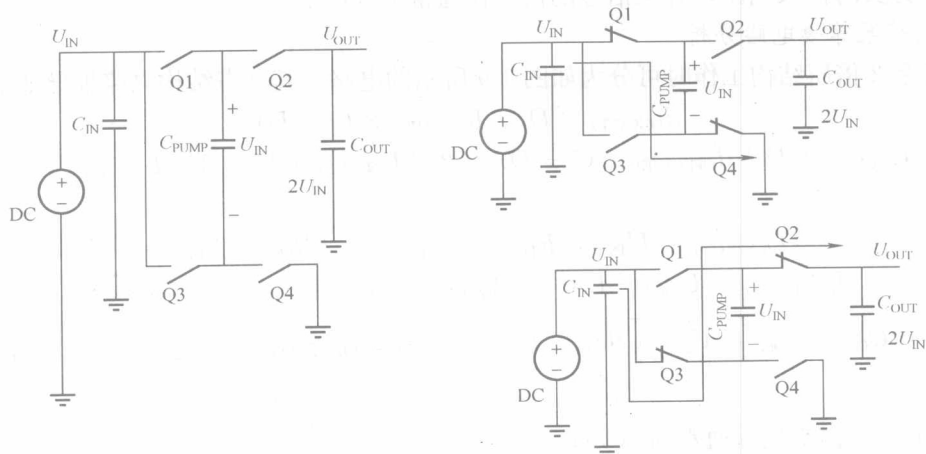 U_IN
Q1
Q2
U_OUT
+
C_IN
C_PUMP
U_IN
C_OUT
2U_IN
+
−
DC
−
Q3
Q4
Q1
Q2
U_OUT
U_IN
+
C_IN
C_PUMP
U_IN
C_OUT
2U_IN
+
−
DC
−
Q3
Q4
U_IN
Q1
Q2
U_OUT
+
C_IN
C_PUMP
U_IN
C_OUT
2U_IN
+
−
DC
−
Q3
Q4